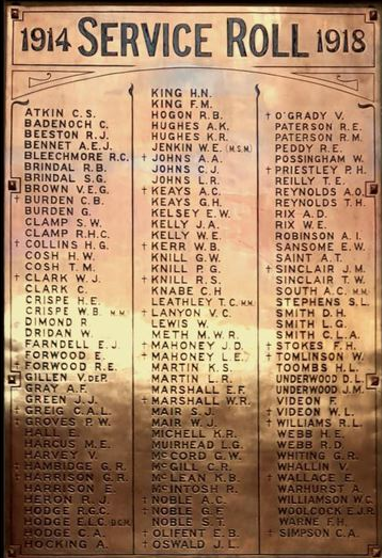 1914 SERVICE ROLL 1918
ATKIN C.S.
BADENOCH C.
BEESTON R.J.
BENNET A.E.J.
BLEECHMORE R.C.
BRINDAL R.B.
BRINDAL S.G.
BROWN V.E.G.
† BURDEN C.B.
BURDEN G.
CLAMP S.W.
CLAMP R.H.C.
† COLLINS H.G.
COSH H.W.
COSH T.M.
† CLARK W.J.
CLARK C.
CRISPE H.E.
CRISPE W.B. M.M.
DIMOND R
DRIDAN W.
FARNDELL E.J.
FORWOOD E.
† FORWOOD R.E.
GILLEN V.DEP.
GRAY A.F.
GREEN J.J.
† GREIG C.A.L.
† GROVES P.W.
HALL E.
HARCUS M.E.
HARVEY V.
† HAMBIDGE G.R.
† HARRISON G.R.
HARRISON E.
HERON R.J.
HODGE R.G.C.
HODGE E.L.C. D.C.M.
HODGE C.A.
HOCKING A.
KING H.N.
KING F.M.
HOGON R.B.
HUGHES A.K.
HUGHES R.K.
JENKIN W.E. (M.S.M.)
† JOHNS A.A.
JOHNS C.J.
JOHNS L.R.
† KEAYS A.C.
KEAYS G.H.
KELSEY E.W.
KELLY J.A.
KELLY W.E.
† KERR W.B.
KNILL G.W.
KNILL P.G.
† KNILL R.S.
KNABE C.H
LEATHLEY T.C. M.M.
† LANYON V.C.
LEWIS W.
METH M.W.R.
† MAHONEY J.D.
† MAHONEY L.E.
MARTIN K.S.
MARTIN L.R.
MARSHALL E.F.
† MARSHALL W.R.
MAIR S.J.
MAIR W.J.
MICHELL K.R.
MUIRHEAD L.G.
McCORD G.W.
McGILL C.R.
† McLEAN K.B.
McINTOSH R.
† NOBLE A.C.
† NOBLE G.F.
NOBLE S.T.
† OLIFENT E.B.
† OSWALD J.L.
† O'GRADY V.
PATERSON R.E.
PATERSON R.M.
PEDDY R.E.
POSSINGHAM W.
† PRIESTLEY P.H.
REILLY T.E.
REYNOLDS A.O.
REYNOLDS T.H.
RIX A.D.
RIX W.E.
ROBINSON A.I.
SANSOME E.W.
SAINT A.T.
† SINCLAIR J.M.
SINCLAIR T.W.
SOUTH A.C. M.M.
STEPHENS S.L.
SMITH D.H.
SMITH L.G.
SMITH C.L.A.
† STOKES F.H.
† TOMLINSON W.
TOOMBS H.L.
UNDERWOOD D.L.
UNDERWOOD J.M.
VIDEON F.
† VIDEON W.L.
† WILLIAMS R.L.
WEBB H.E.
WEBB R.D.
WHITING G.R.
WHALLIN V.
† WALLACE E.
WARHURST A.
WILLIAMSON W.C.
WOOLCOCK E.J.R.
WARNE F.H.
† SIMPSON C.A.